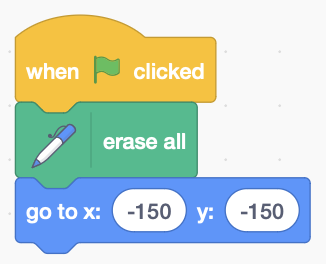 when clicked
erase all
go to x: -150 y: -150